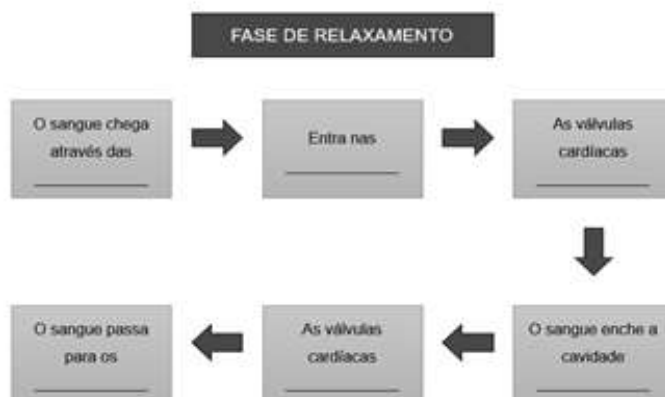 FASE DE RELAXAMENTO
O sangue chega
através das
Entra nas
As válvulas
cardíacas
O sangue enche a
cavidade
As válvulas
cardíacas
O sangue passa
para os